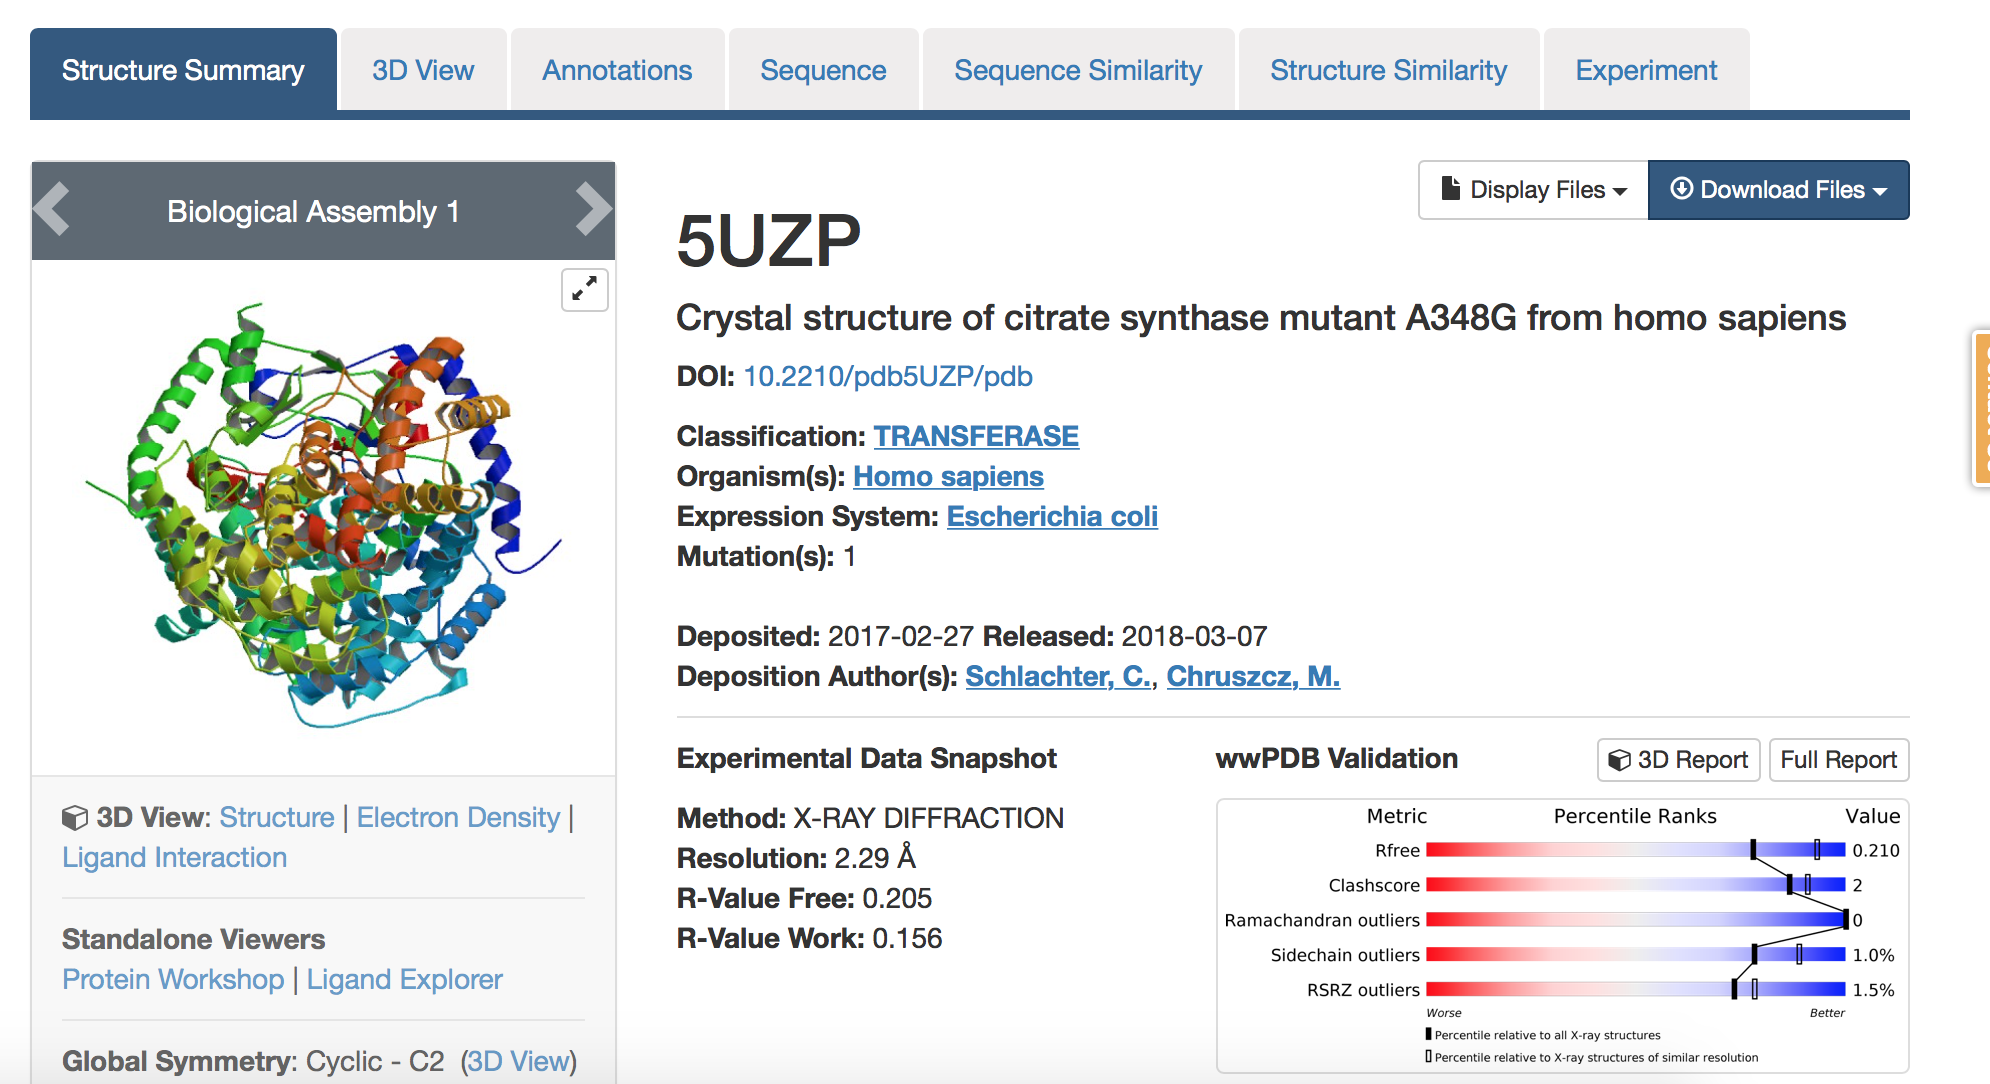 Structure Summary
3D View
Annotations
Sequence
Sequence Similarity
Structure Similarity
Experiment
Biological Assembly 1
Display Files
Download Files
5UZP
Crystal structure of citrate synthase mutant A348G from homo sapiens
DOI: 10.2210/pdb5UZP/pdb
Classification: TRANSFERASE
Organism(s): Homo sapiens
Expression System: Escherichia coli
Mutation(s): 1
Deposited: 2017-02-27 Released: 2018-03-07
Deposition Author(s): Schlachter, C., Chruszcz, M.
3D View: Structure | Electron Density |
Ligand Interaction
Standalone Viewers
Protein Workshop | Ligand Explorer
Global Symmetry: Cyclic - C2 (3D View)
Experimental Data Snapshot
Method: X-RAY DIFFRACTION
Resolution: 2.29 Å
R-Value Free: 0.205
R-Value Work: 0.156
wwPDB Validation
3D Report
Full Report
Metric Percentile Ranks Value
Rfree 0.210
Clashscore 2
Ramachandran outliers 0
Sidechain outliers 1.0%
RSRZ outliers 1.5%
Worse Better
Percentile relative to all X-ray structures
Percentile relative to X-ray structures of similar resolution